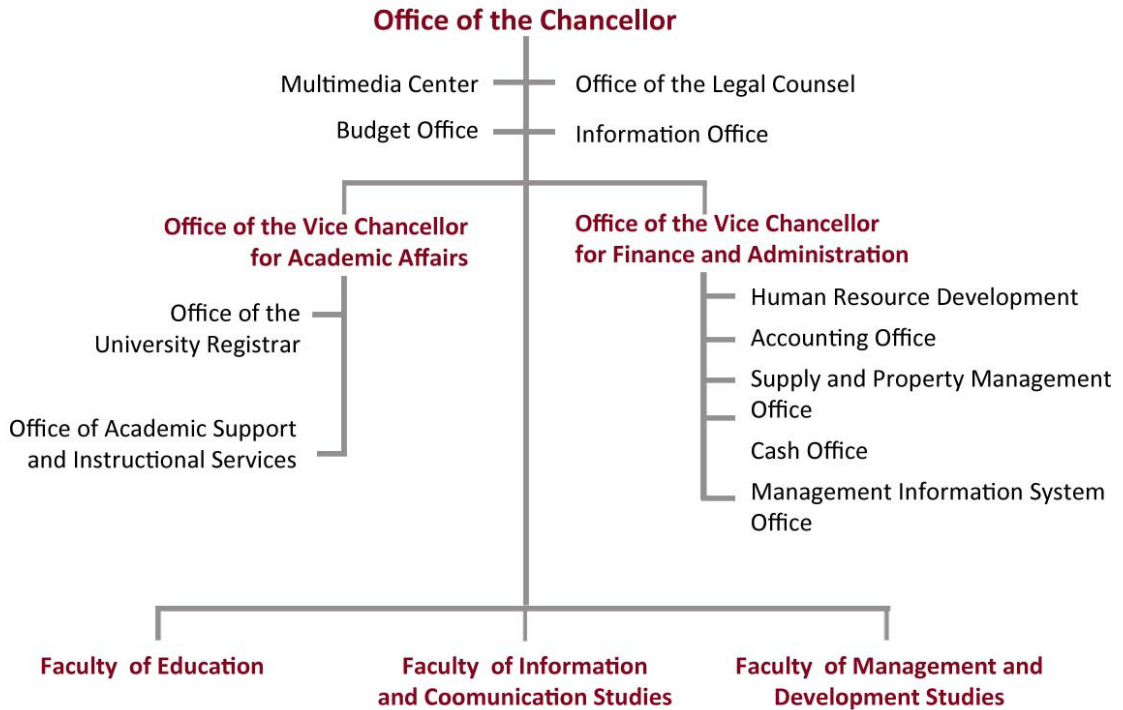 Office of the Chancellor
Multimedia Center
Office of the Legal Counsel
Budget Office
Information Office
Office of the Vice Chancellor
for Academic Affairs
Office of the Vice Chancellor
for Finance and Administration
Office of the
University Registrar
Office of Academic Support
and Instructional Services
Human Resource Development
Accounting Office
Supply and Property Management
Office
Cash Office
Management Information System
Office
Faculty of Education
Faculty of Information
and Coomunication Studies
Faculty of Management and
Development Studies